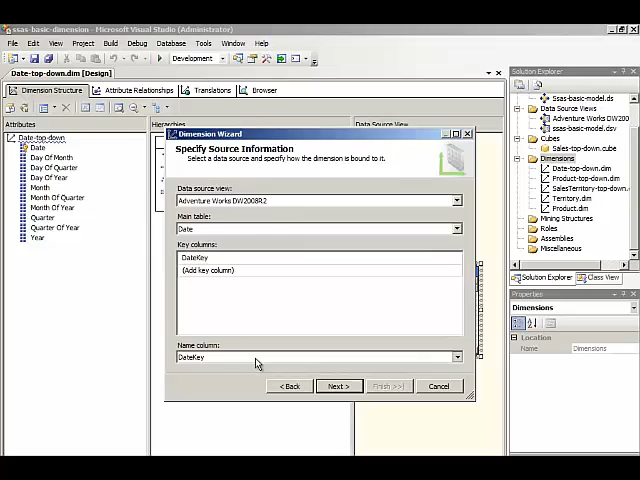 ssas-basic-dimension - Microsoft Visual Studio (Administrator)
File Edit View Project Build Debug Database Tools Window Help
Development
Date-top-down.dim [Design]
Dimension Structure Attribute Relationships Translations Browser
Attributes
Hierarchies
Data Source View
Date-top-down
Date
Day Of Month
Day Of Week
Day Of Year
Month
Month Of Quarter
Month Of Year
Quarter
Quarter Of Year
Year
Dimension Wizard
Specify Source Information
Select a data source and specify how the dimension is bound to it.
Data source view:
Adventure Works DW2008R2
Main table:
Date
Key columns:
DateKey
(Add key column)
Name column:
DateKey
< Back
Next >
Finish >>|
Cancel
Solution Explorer
ssas-basic-model.ds
Data Source Views
Adventure Works DW200
ssas-basic-model.dsv
Cubes
Sales-top-down.cube
Dimensions
Date-top-down.dim
Product-top-down.dim
SalesTerritory-top-down.
Territory.dim
Product.dim
Mining Structures
Roles
Assemblies
Miscellaneous
Solution Explorer Class View
Properties
Dimensions
Location
Name Dimensions